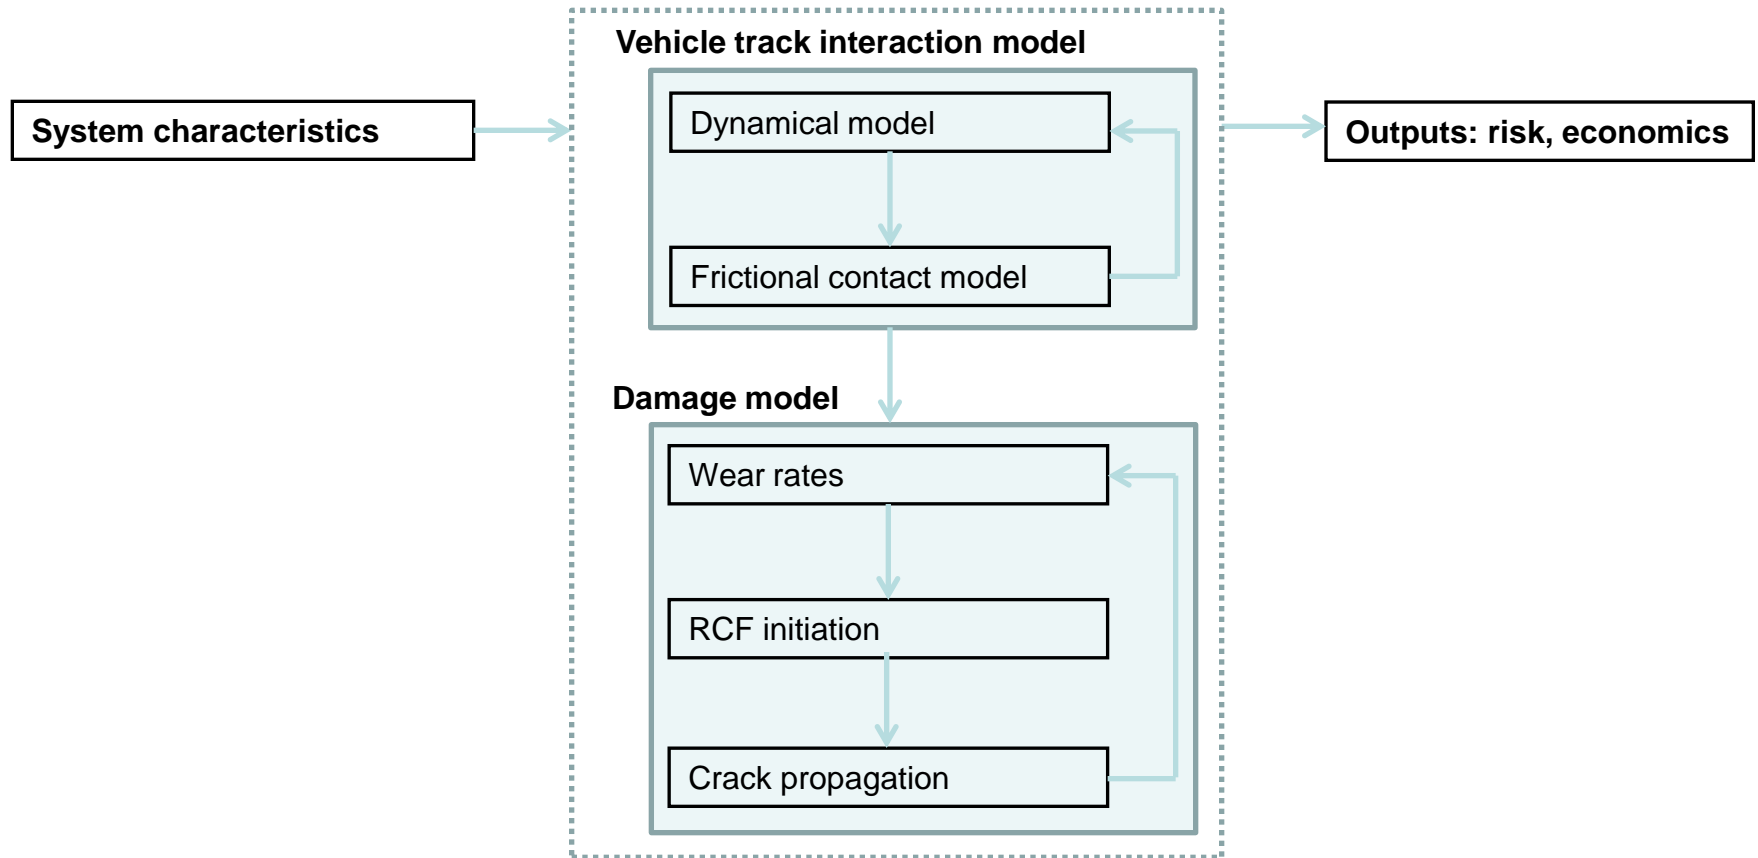 Vehicle track interaction model
System characteristics
Dynamical model
Frictional contact model
Outputs: risk, economics
Damage model
Wear rates
RCF initiation
Crack propagation